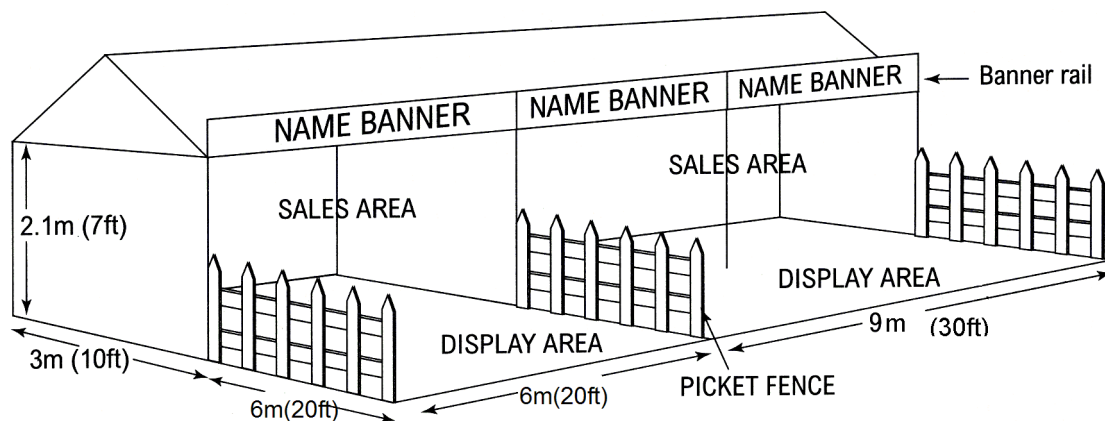 NAME BANNER
NAME BANNER
NAME BANNER
Banner rail
SALES AREA
SALES AREA
2.1m (7ft)
DISPLAY AREA
DISPLAY AREA
9m (30ft)
3m (10ft)
6m(20ft)
6m(20ft)
PICKET FENCE